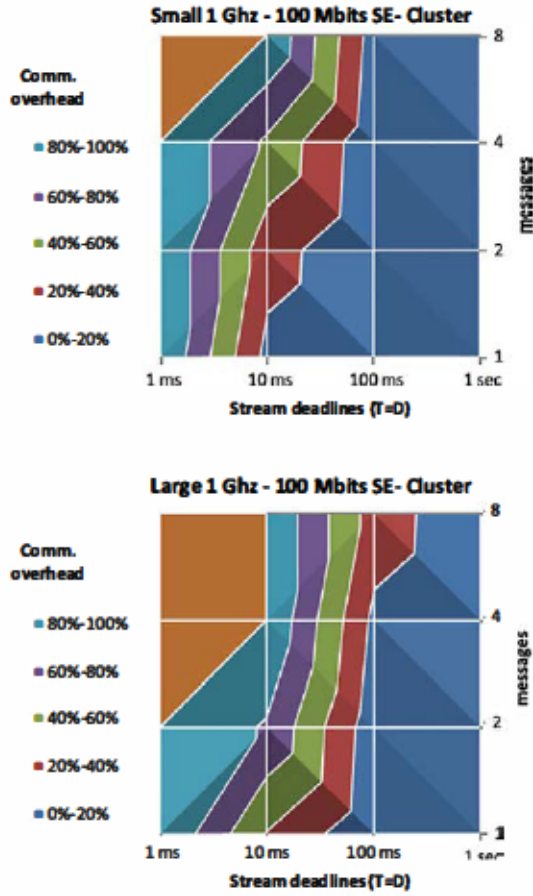 Small 1 Ghz - 100 Mbits SE- Cluster
Comm.
overhead
80%-100%
60%-80%
40%-60%
20%-40%
0%-20%
8
4
2
1
messages
1 ms
10 ms
100 ms
1 sec
Stream deadlines (T=D)
Large 1 Ghz - 100 Mbits SE- Cluster
Comm.
overhead
80%-100%
60%-80%
40%-60%
20%-40%
0%-20%
8
4
2
1
messages
1 ms
10 ms
100 ms
1 sec
Stream deadlines (T=D)